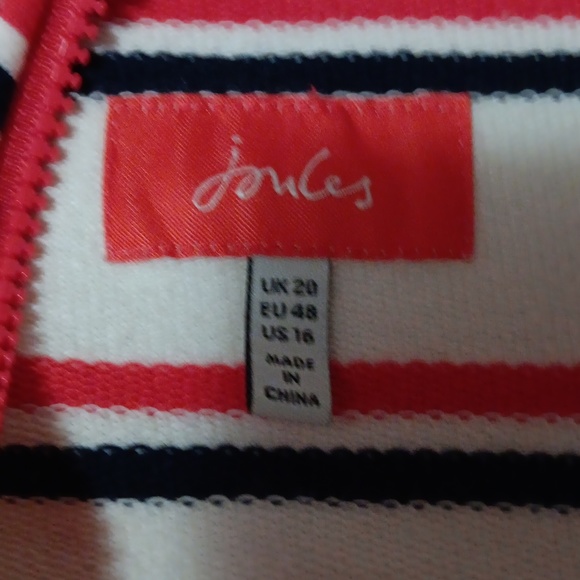 Joules
UK 20
EU 48
US 16
MADE
IN
CHINA